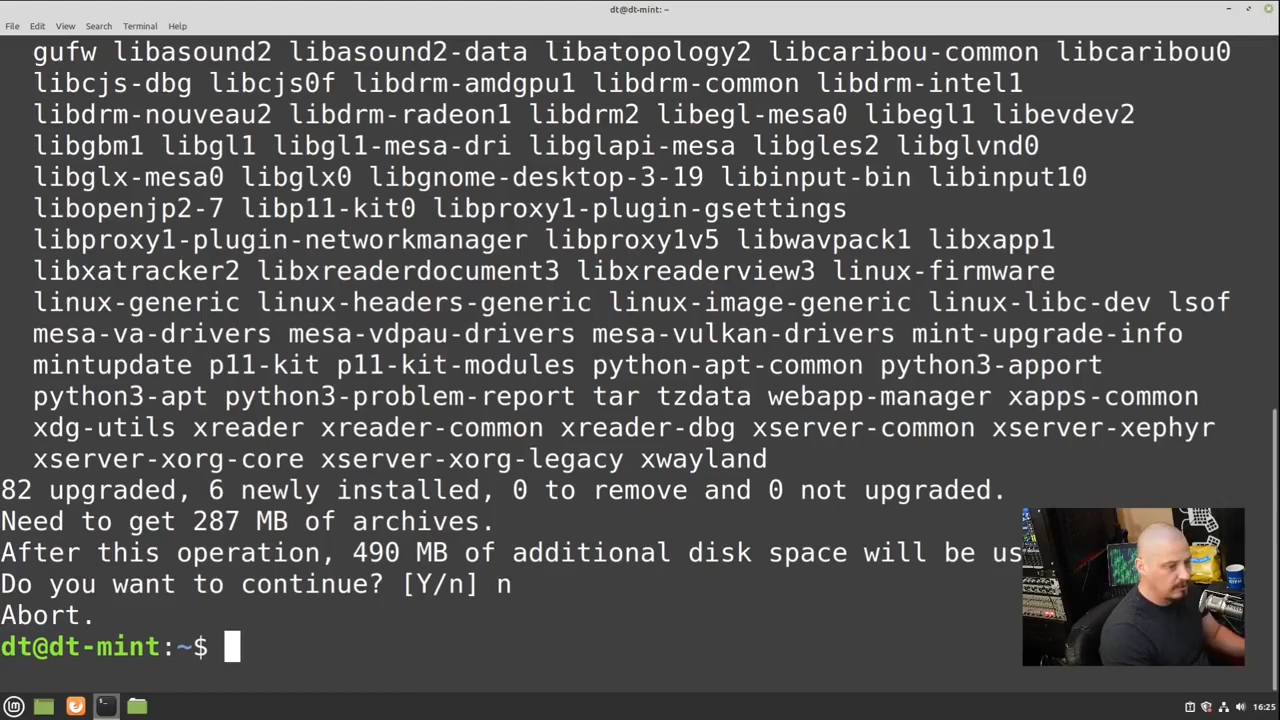 dt@dt-mint: ~
File Edit View Search Terminal Help
gufw libasound2 libasound2-data libatopology2 libcaribou-common libcaribou0
libcjs-dbg libcjs0f libdrm-amdgpu1 libdrm-common libdrm-intel1
libdrm-nouveau2 libdrm-radeon1 libdrm2 libegl-mesa0 libegl1 libevdev2
libgbm1 libgl1 libgl1-mesa-dri libglapi-mesa libgles2 libglvnd0
libglx-mesa0 libglx0 libgnome-desktop-3-19 libinput-bin libinput10
libopenjp2-7 libp11-kit0 libproxy1-plugin-gsettings
libproxy1-plugin-networkmanager libproxy1v5 libwavpack1 libxapp1
libxatracker2 libxreaderdocument3 libxreaderview3 linux-firmware
linux-generic linux-headers-generic linux-image-generic linux-libc-dev lsof
mesa-va-drivers mesa-vdpau-drivers mesa-vulkan-drivers mint-upgrade-info
mintupdate p11-kit p11-kit-modules python-apt-common python3-apport
python3-apt python3-problem-report tar tzdata webapp-manager xapps-common
xdg-utils xreader xreader-common xreader-dbg xserver-common xserver-xephyr
xserver-xorg-core xserver-xorg-legacy xwayland
82 upgraded, 6 newly installed, 0 to remove and 0 not upgraded.
Need to get 287 MB of archives.
After this operation, 490 MB of additional disk space will be us
Do you want to continue? [Y/n] n
Abort.
dt@dt-mint:~$
16:25